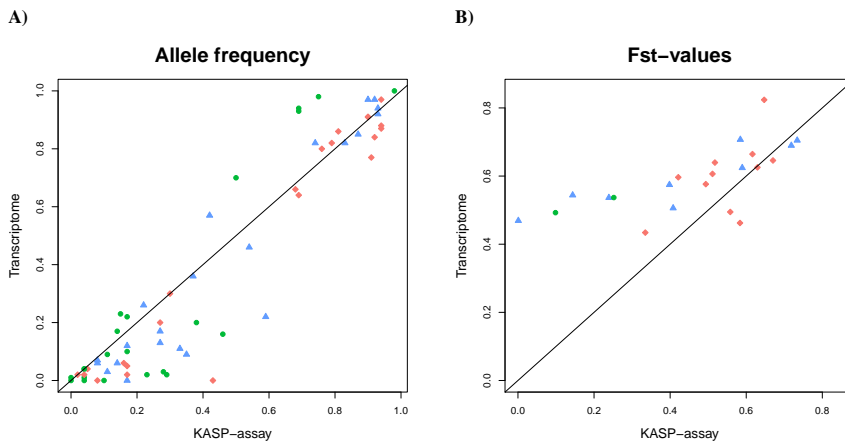 A)
B)
Allele frequency
Fst−values
Transcriptome
1.0
0.8
0.6
0.4
0.2
0.0
0.0 0.2 0.4 0.6 0.8 1.0
KASP−assay
Transcriptome
0.8
0.6
0.4
0.2
0.0
0.0 0.2 0.4 0.6 0.8
KASP−assay